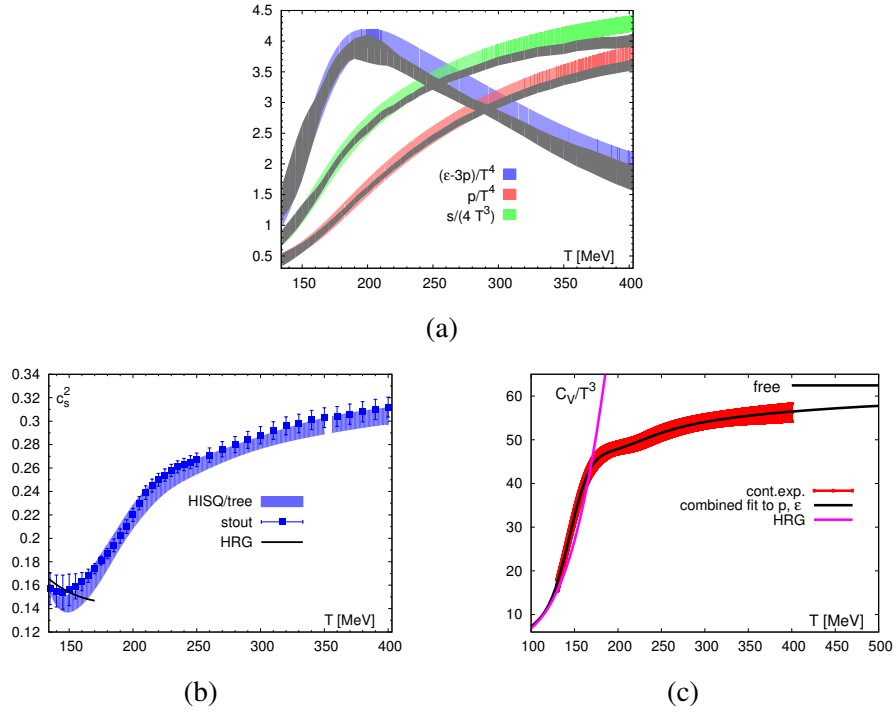 4.5
4
3.5
3
2.5
2
1.5
1
0.5
(ε-3p)/T⁴
p/T⁴
s/(4 T³)
T [MeV]
150 200 250 300 350 400
(a)
0.34
0.32
0.3
0.28
0.26
0.24
0.22
0.2
0.18
0.16
0.14
0.12
c_s²
HISQ/tree
stout
HRG
T [MeV]
150 200 250 300 350 400
(b)
60
50
40
30
20
10
C_V/T³
free
cont.exp.
combined fit to p, ε
HRG
T [MeV]
100 150 200 250 300 350 400 450 500
(c)